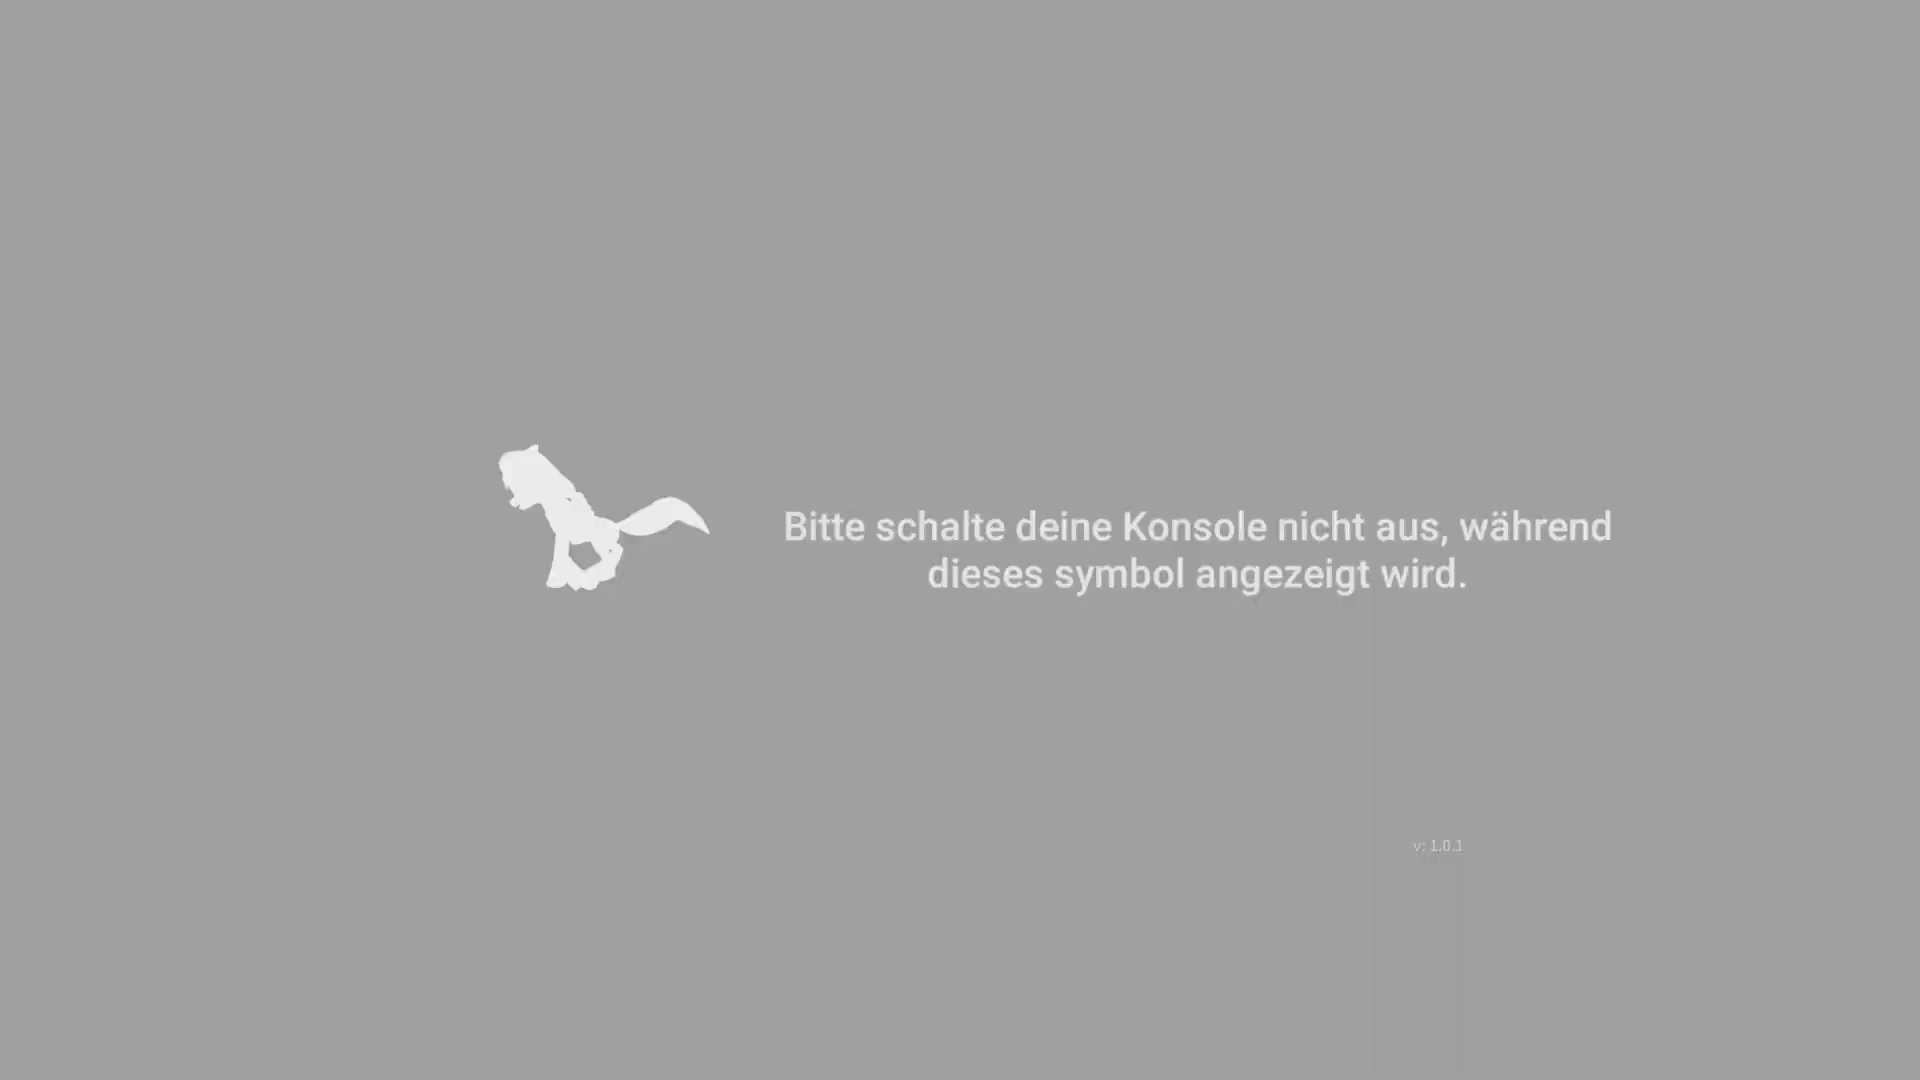 Bitte schalte deine Konsole nicht aus, während
dieses symbol angezeigt wird.
v: 1.0.1